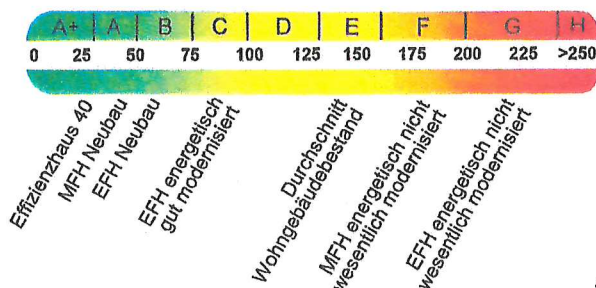 A+ A B C D E F G H
0 25 50 75 100 125 150 175 200 225 >250
Effizienzhaus 40
MFH Neubau
EFH Neubau
EFH energetisch
gut modernisiert
Durchschnitt
Wohngebäudebestand
MFH energetisch nicht
wesentlich modernisiert
EFH energetisch nicht
wesentlich modernisiert